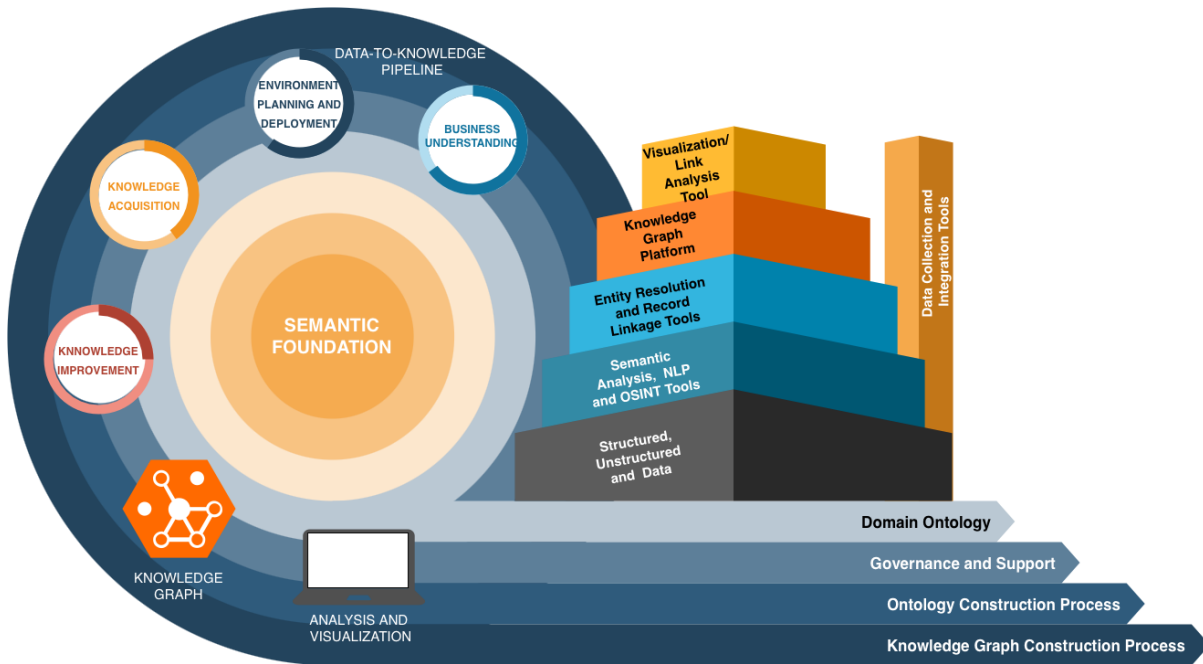 DATA-TO-KNOWLEDGE
PIPELINE
ENVIRONMENT
PLANNING AND
DEPLOYMENT
BUSINESS
UNDERSTANDING
KNOWLEDGE
ACQUISITION
KNNOWLEDGE
IMPROVEMENT
SEMANTIC
FOUNDATION
KNOWLEDGE
GRAPH
ANALYSIS AND
VISUALIZATION
Visualization/
Link
Analysis
Tool
Knowledge
Graph
Platform
Entity Resolution
and Record
Linkage Tools
Semantic
Analysis, NLP
and OSINT Tools
Structured,
Unstructured
and Data
Data Collection and
Integration Tools
Domain Ontology
Governance and Support
Ontology Construction Process
Knowledge Graph Construction Process